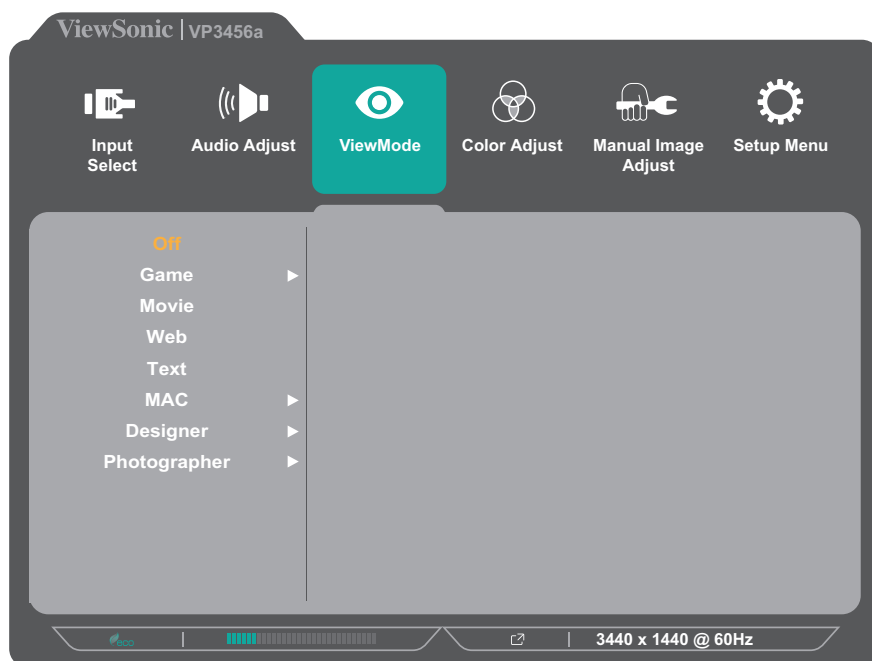 ViewSonic | VP3456a
Input
Select
Audio Adjust
ViewMode
Color Adjust
Manual Image
Adjust
Setup Menu
Off
Game
Movie
Web
Text
MAC
Designer
Photographer
eco
3440 x 1440 @ 60Hz